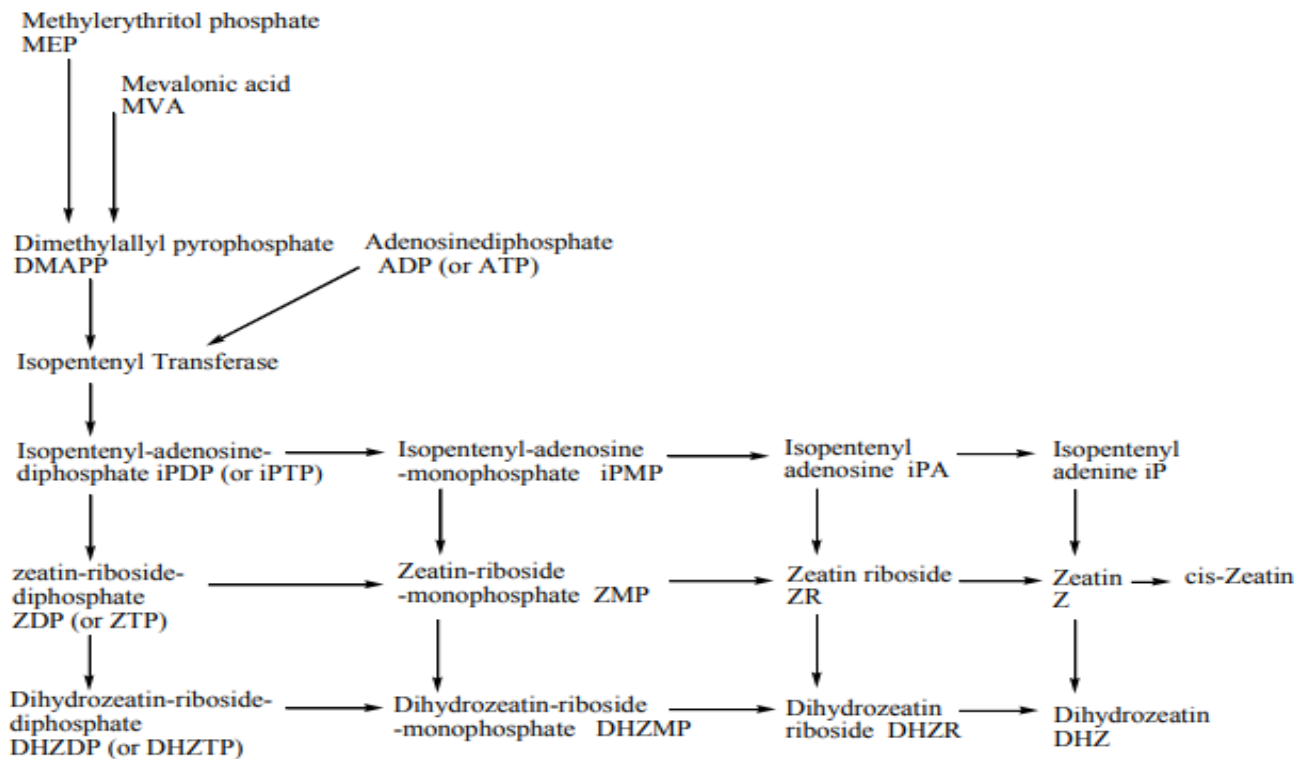 Methylerythritol phosphate
MEP
Mevalonic acid
MVA
Dimethylallyl pyrophosphate
DMAPP
Adenosinediphosphate
ADP (or ATP)
Isopentenyl Transferase
Isopentenyl-adenosine-
diphosphate iPDP (or iPTP)
Isopentenyl-adenosine
-monophosphate iPMP
Isopentenyl
adenosine iPA
Isopentenyl
adenine iP
zeatin-riboside-
diphosphate
ZDP (or ZTP)
Zeatin-riboside
-monophosphate ZMP
Zeatin riboside
ZR
Zeatin
Z
cis-Zeatin
Dihydrozeatin-riboside-
diphosphate
DHZDP (or DHZTP)
Dihydrozeatin-riboside
-monophosphate DHZMP
Dihydrozeatin
riboside DHZR
Dihydrozeatin
DHZ